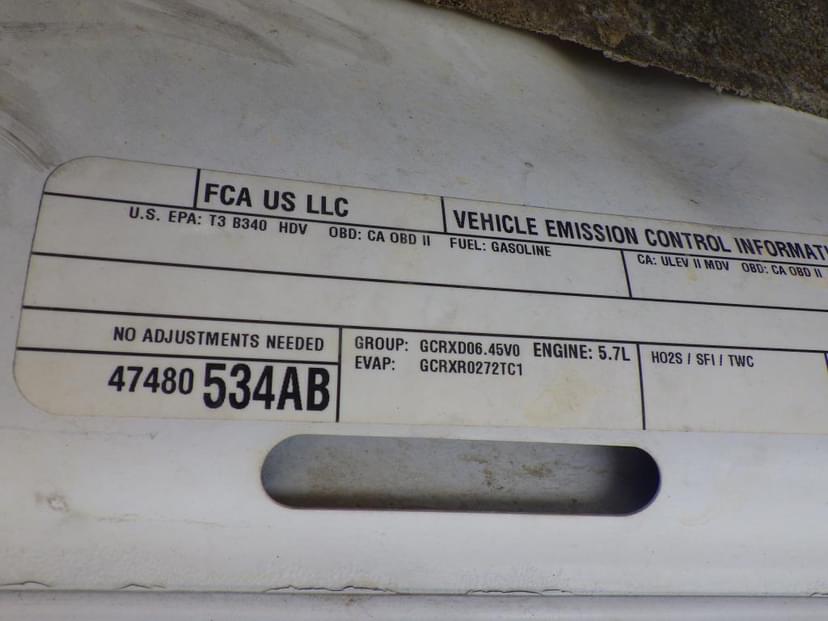 FCA US LLC
VEHICLE EMISSION CONTROL INFORMATI
U.S. EPA: T3 B340 HDV OBD: CA OBD II FUEL: GASOLINE
CA: ULEV II MDV OBD: CA OBD II
NO ADJUSTMENTS NEEDED
47480 534AB
GROUP: GCRXD06.45V0 ENGINE: 5.7L
EVAP: GCRXR0272TC1
HO2S / SFI / TWC